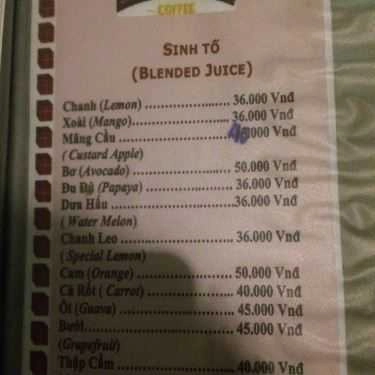 COFFEE
SINH TỐ
(BLENDED JUICE)
Chanh (Lemon) ........................ 36.000 Vnđ
Xoài (Mango)........................... 36.000 Vnđ
Mãng Cầu ................................ 000 Vnđ
( Custard Apple)
Bơ (Avocado) .......................... 50.000 Vnđ
Đu Đủ (Papaya) ....................... 36.000 Vnđ
Dưa Hấu .................................36.000 Vnđ
( Water Melon)
Chanh Leo .............................. 36.000 Vnđ
( Special Lemon)
Cam (Orange) ......................... 50.000 Vnđ
Cà Rốt ( Carrot) ...................... 40.000 Vnđ
Ổi (Guava) .............................. 45.000 Vnđ
Bưởi........................................ 45.000 Vnđ
(Grapefruit)
Thập Cẩm ............................... 40.000 Vnđ